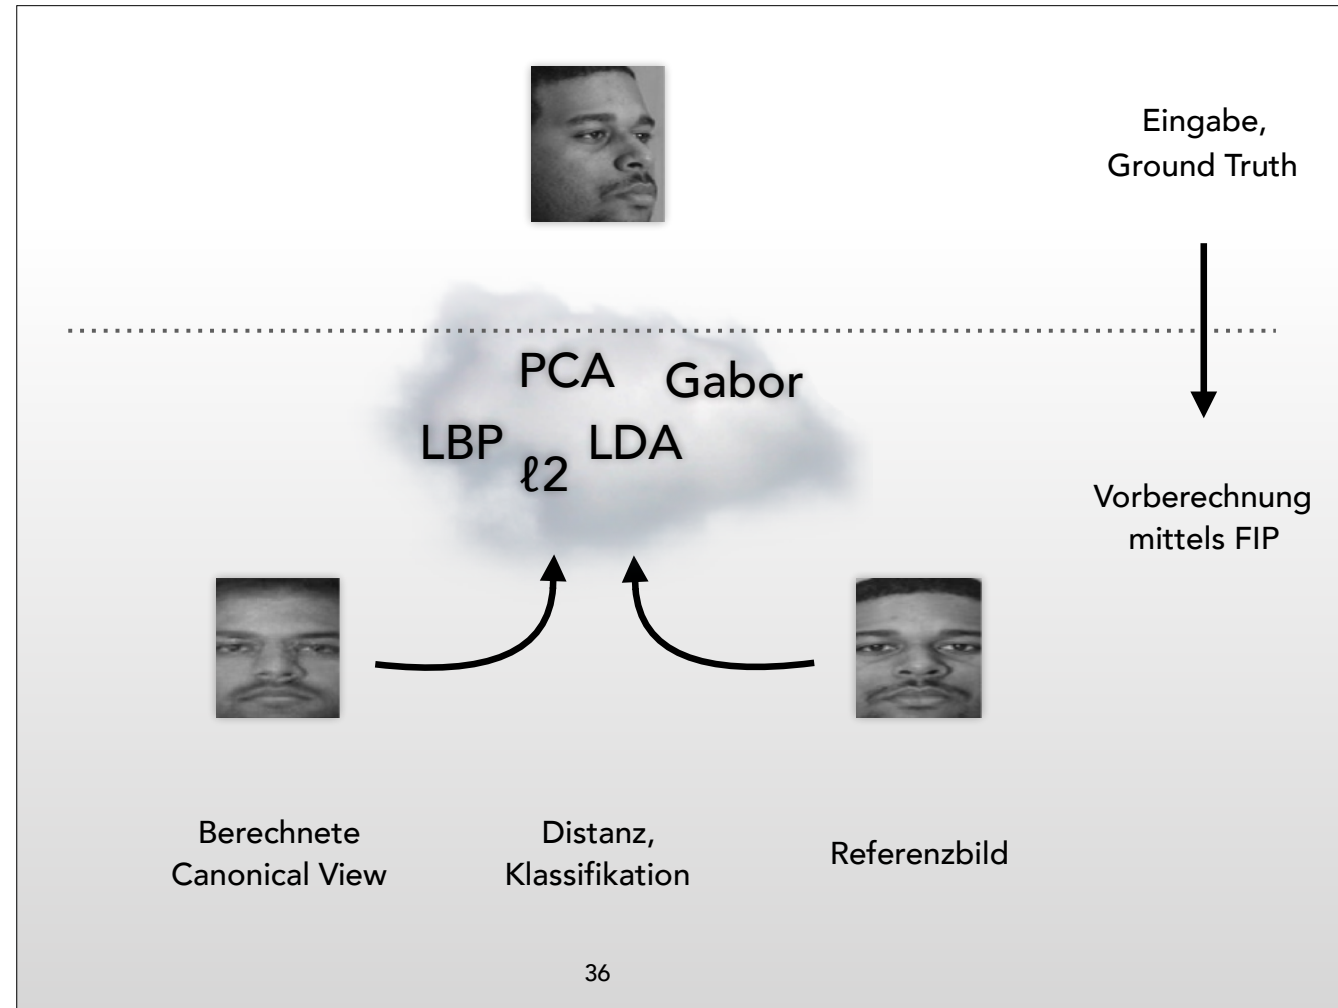 Eingabe,
Ground Truth
PCA
Gabor
LBP
ℓ2
LDA
Vorberechnung
mittels FIP
Berechnete
Canonical View
Distanz,
Klassifikation
Referenzbild
36